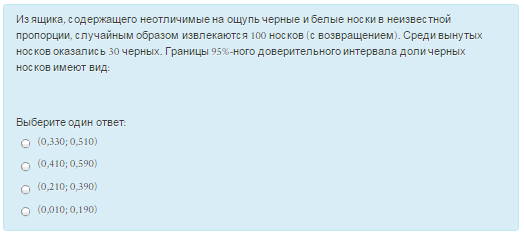 Из ящика, содержащего неотличимые на ощупь черные и белые носки в неизвестной
пропорции, случайным образом извлекаются 100 носков (с возвращением). Среди вынутых
носков оказались 30 черных. Границы 95%-ного доверительного интервала доли черных
носков имеют вид:
Выберите один ответ:
(0,330; 0,510)
(0,410; 0,590)
(0,210; 0,390)
(0,010; 0,190)